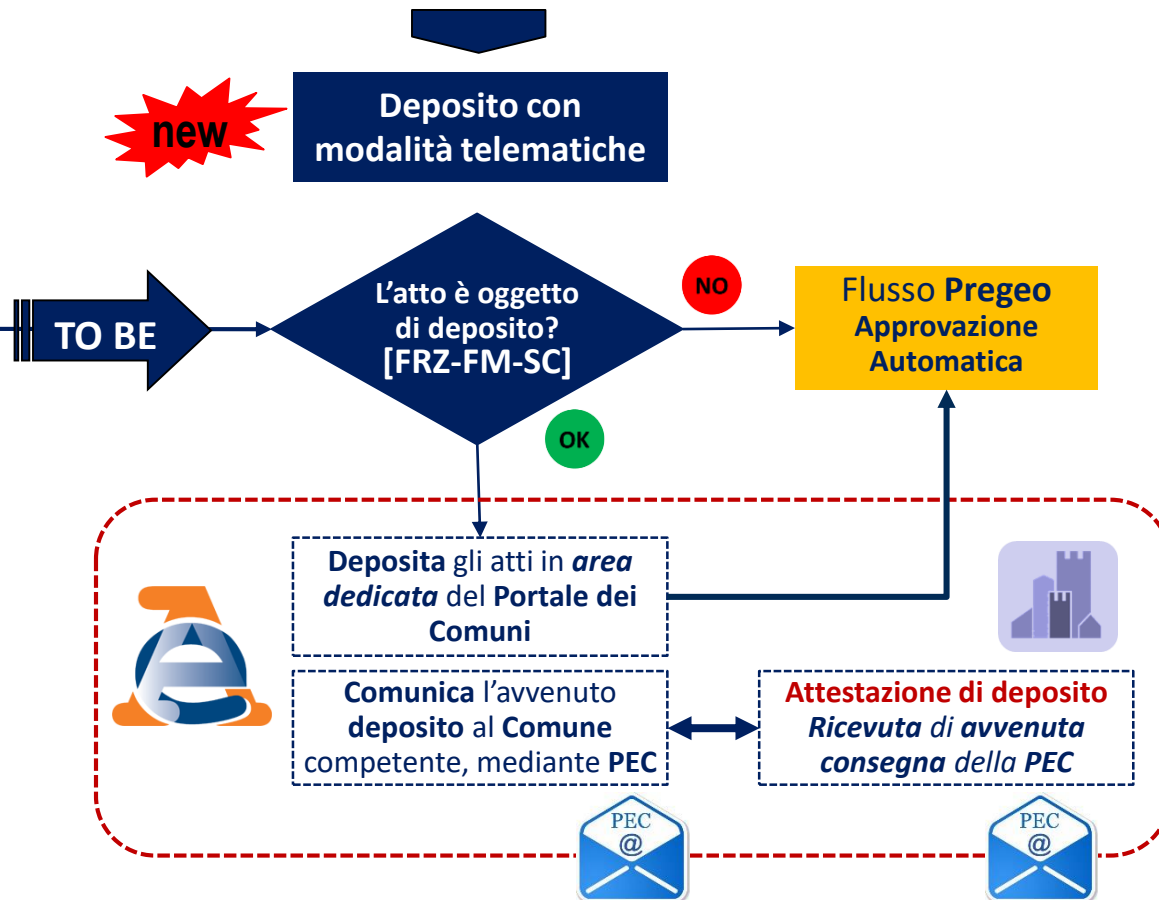 Deposito con
modalità telematiche
new
TO BE
L'atto è oggetto
di deposito?
[FRZ-FM-SC]
NO
Flusso Pregeo
Approvazione
Automatica
OK
Deposita gli atti in area
dedicata del Portale dei
Comuni
Comunica l'avvenuto
deposito al Comune
competente, mediante PEC
Attestazione di deposito
Ricevuta di avvenuta
consegna della PEC
PEC
@
PEC
@